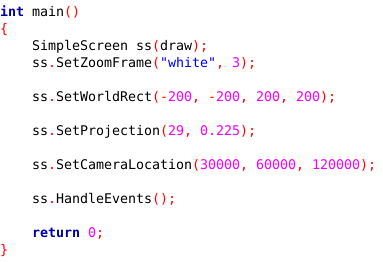 int main()
{
    SimpleScreen ss(draw);
    ss.SetZoomFrame("white", 3);

    ss.SetWorldRect(-200, -200, 200, 200);

    ss.SetProjection(29, 0.225);

    ss.SetCameraLocation(30000, 60000, 120000);

    ss.HandleEvents();

    return 0;
}